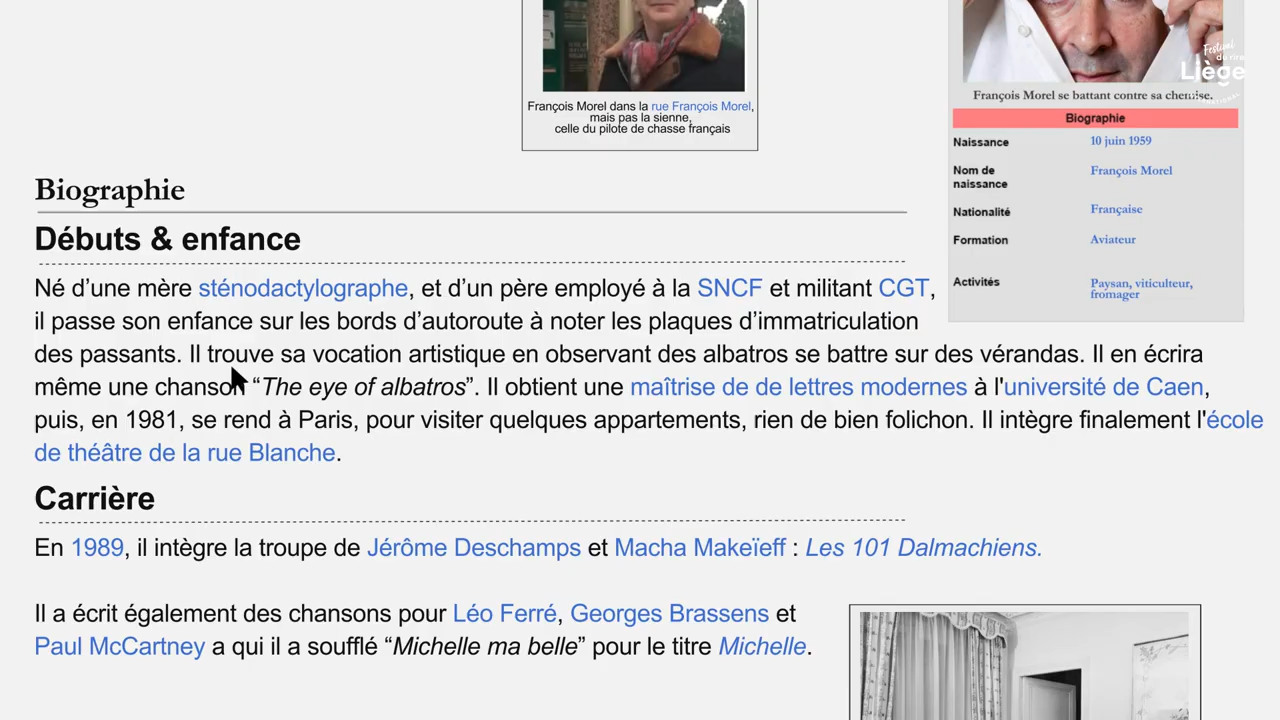 Festival
du rire
Liège
François Morel dans la rue François Morel,
mais pas la sienne,
celle du pilote de chasse français
François Morel se battant contre sa chemise.
Biographie
Naissance 10 juin 1959
Nom de
naissance François Morel
Nationalité Française
Formation Aviateur
Activités Paysan, viticulteur,
fromager
Biographie
Débuts & enfance
Né d’une mère sténodactylographe, et d’un père employé à la SNCF et militant CGT,
il passe son enfance sur les bords d’autoroute à noter les plaques d’immatriculation
des passants. Il trouve sa vocation artistique en observant des albatros se battre sur des vérandas. Il en écrira
même une chanson “The eye of albatros”. Il obtient une maîtrise de de lettres modernes à l'université de Caen,
puis, en 1981, se rend à Paris, pour visiter quelques appartements, rien de bien folichon. Il intègre finalement l'école
de théâtre de la rue Blanche.
Carrière
En 1989, il intègre la troupe de Jérôme Deschamps et Macha Makeïeff : Les 101 Dalmachiens.
Il a écrit également des chansons pour Léo Ferré, Georges Brassens et
Paul McCartney a qui il a soufflé “Michelle ma belle” pour le titre Michelle.